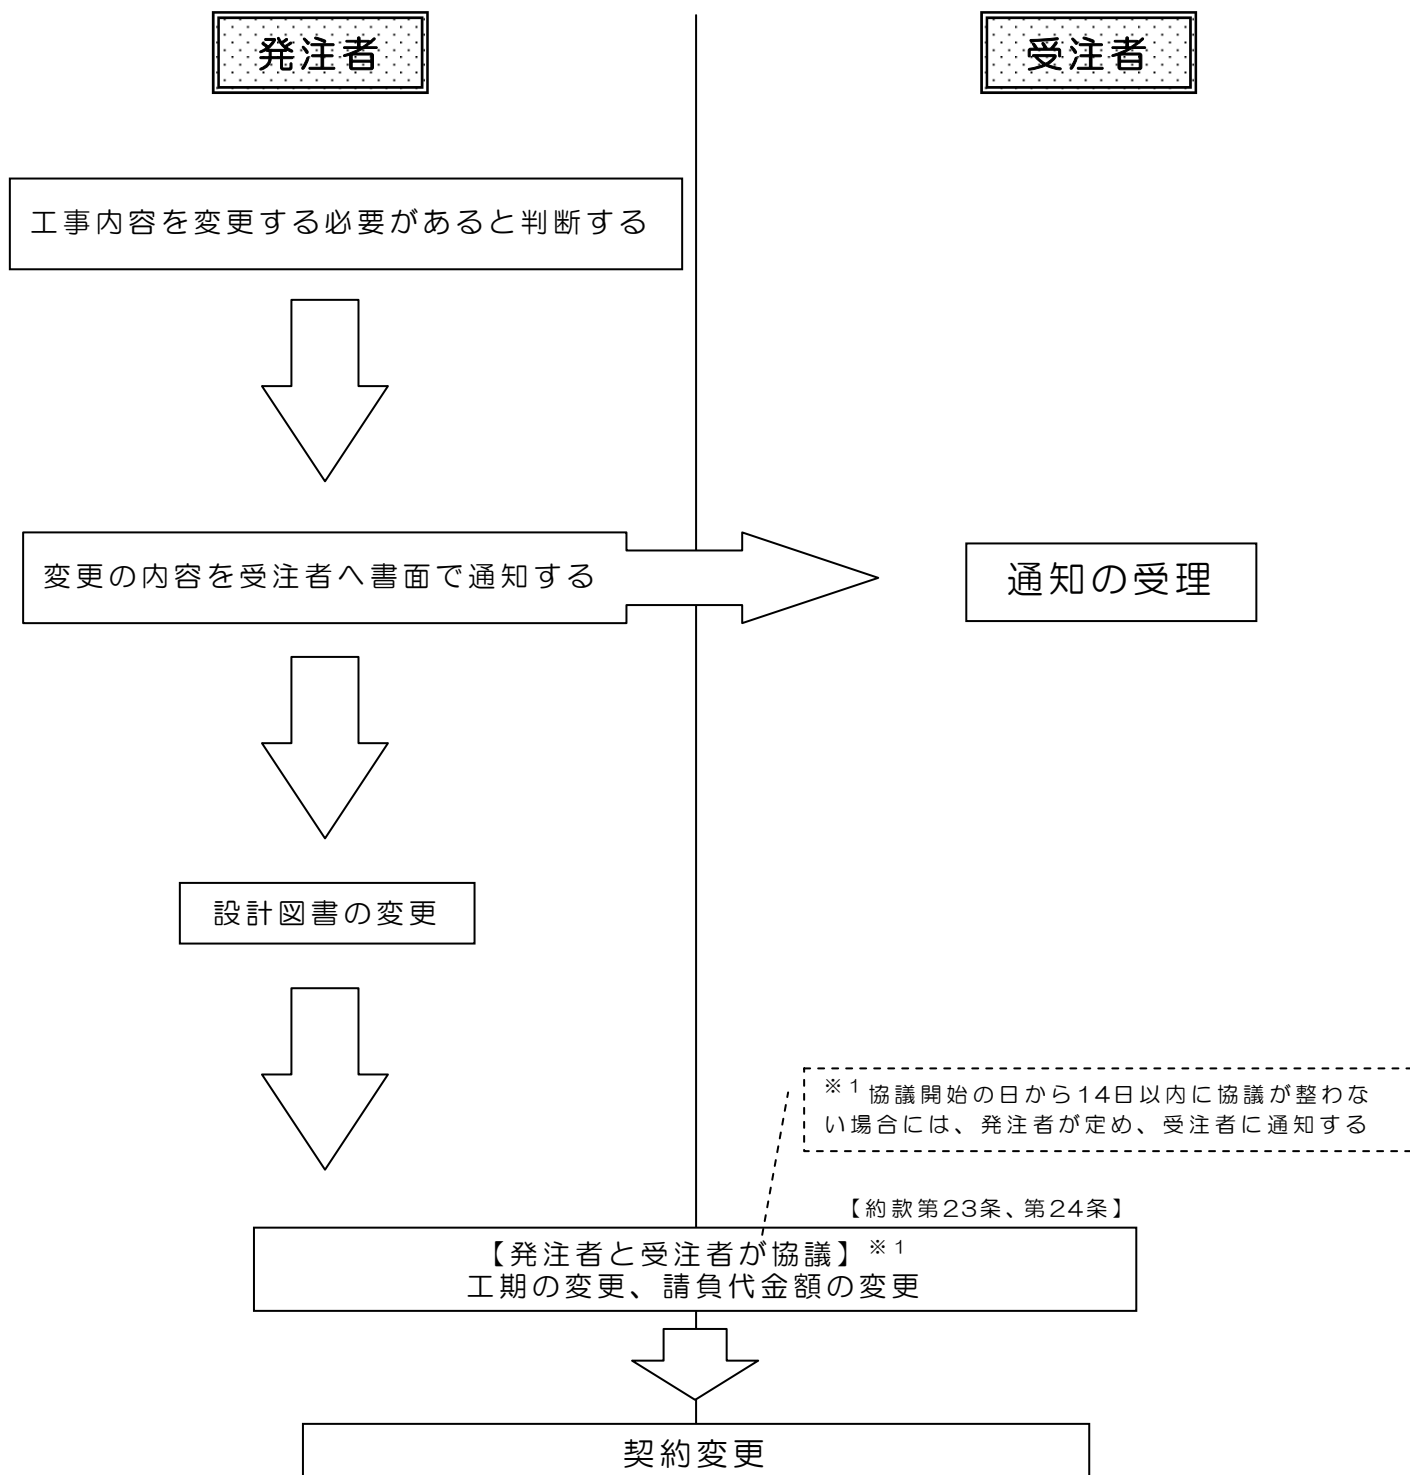 発注者
受注者
工事内容を変更する必要があると判断する
変更の内容を受注者へ書面で通知する
通知の受理
設計図書の変更
※1協議開始の日から14日以内に協議が整わな
い場合には、発注者が定め、受注者に通知する
【約款第23条、第24条】
【発注者と受注者が協議】※1
工期の変更、請負代金額の変更
契約変更